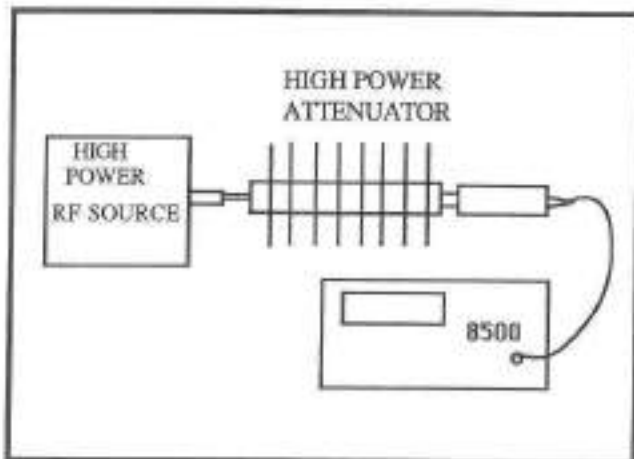 HIGH POWER
ATTENUATOR
HIGH
POWER
RF SOURCE
8500